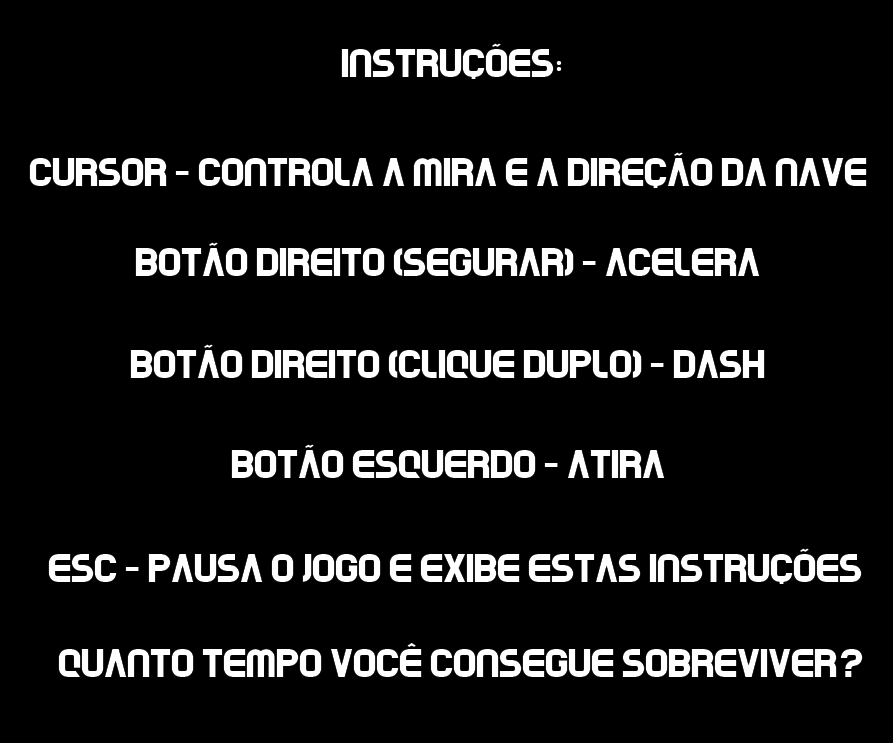 INSTRUÇÕES:
CURSOR - CONTROLA A MIRA E A DIREÇÃO DA NAVE
BOTÃO DIREITO (SEGURAR) - ACELERA
BOTÃO DIREITO (CLIQUE DUPLO) - DASH
BOTÃO ESQUERDO - ATIRA
ESC - PAUSA O JOGO E EXIBE ESTAS INSTRUÇÕES
QUANTO TEMPO VOCÊ CONSEGUE SOBREVIVER?